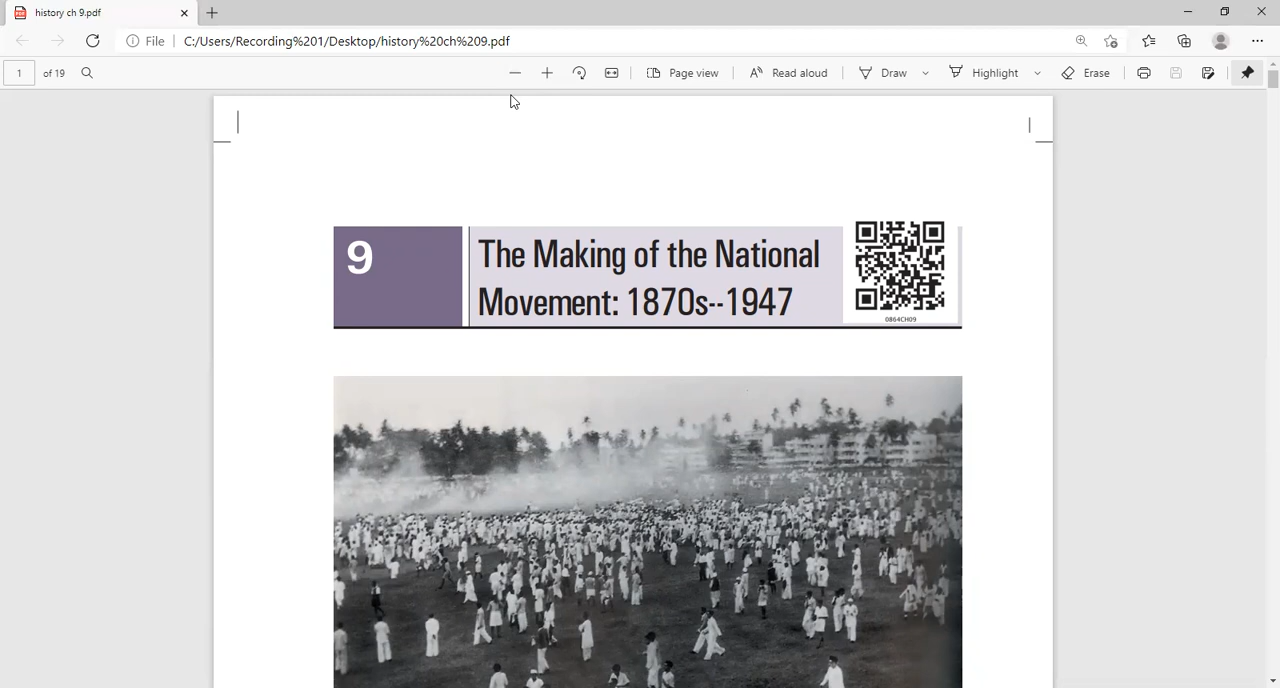 history ch 9.pdf
File
C:/Users/Recording%201/Desktop/history%20ch%209.pdf
1 of 19
Page view
Read aloud
Draw
Highlight
Erase
9
The Making of the National
Movement: 1870s--1947
0864CH09